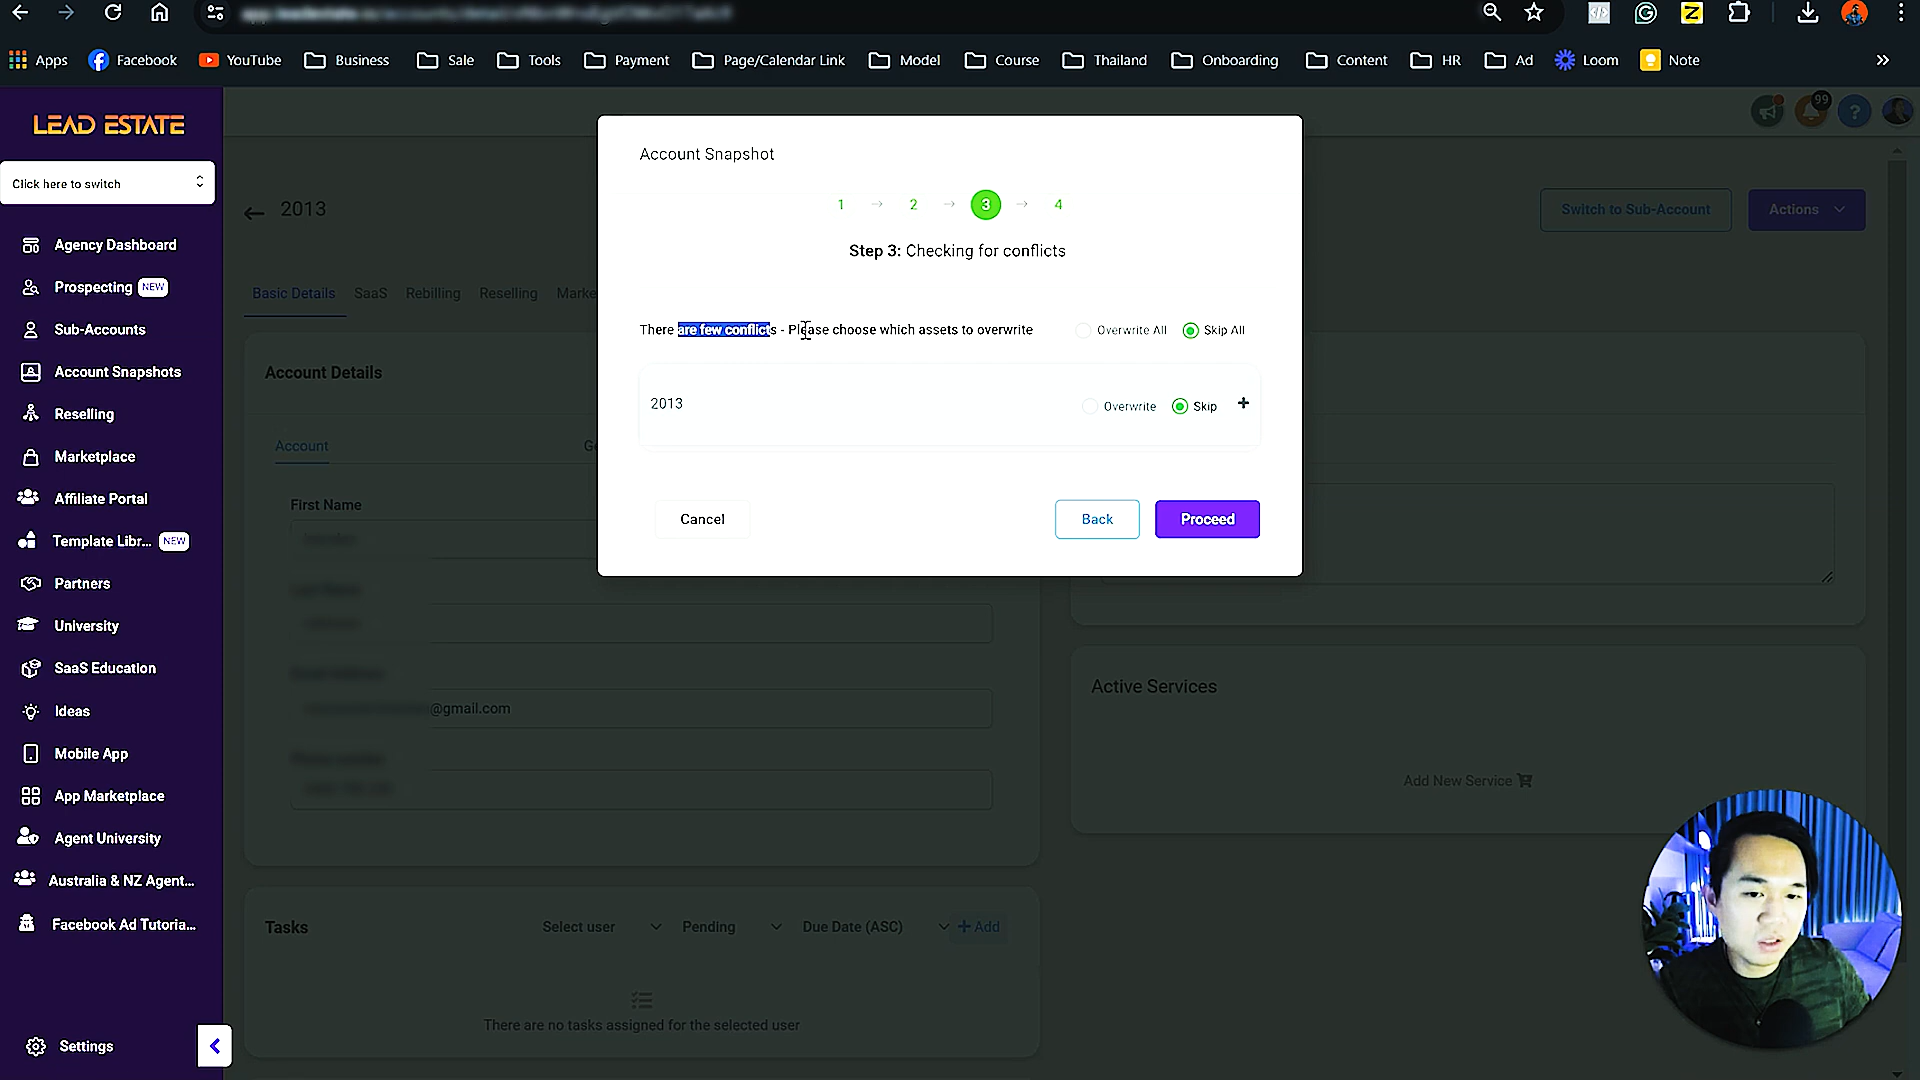 Apps
Facebook
YouTube
Business
Sale
Tools
Payment
Page/Calendar Link
Model
Course
Thailand
Onboarding
Content
HR
Ad
Loom
Note
LEAD ESTATE
99
Click here to switch
2013
Switch to Sub-Account
Actions
Agency Dashboard
Prospecting NEW
Sub-Accounts
Account Snapshots
Reselling
Marketplace
Affiliate Portal
Template Libr... NEW
Partners
University
SaaS Education
Ideas
Mobile App
App Marketplace
Agent University
Australia & NZ Agent...
Facebook Ad Tutoria...
Settings
Basic Details
SaaS
Rebilling
Reselling
Marke
Account Details
Account
Go
First Name
@gmail.com
Account Snapshot
1 → 2 → 3 → 4
Step 3: Checking for conflicts
There are few conflicts - Please choose which assets to overwrite
Overwrite All
Skip All
2013
Overwrite
Skip
+
Cancel
Back
Proceed
Active Services
Add New Service
Tasks
Select user
Pending
Due Date (ASC)
+ Add
There are no tasks assigned for the selected user